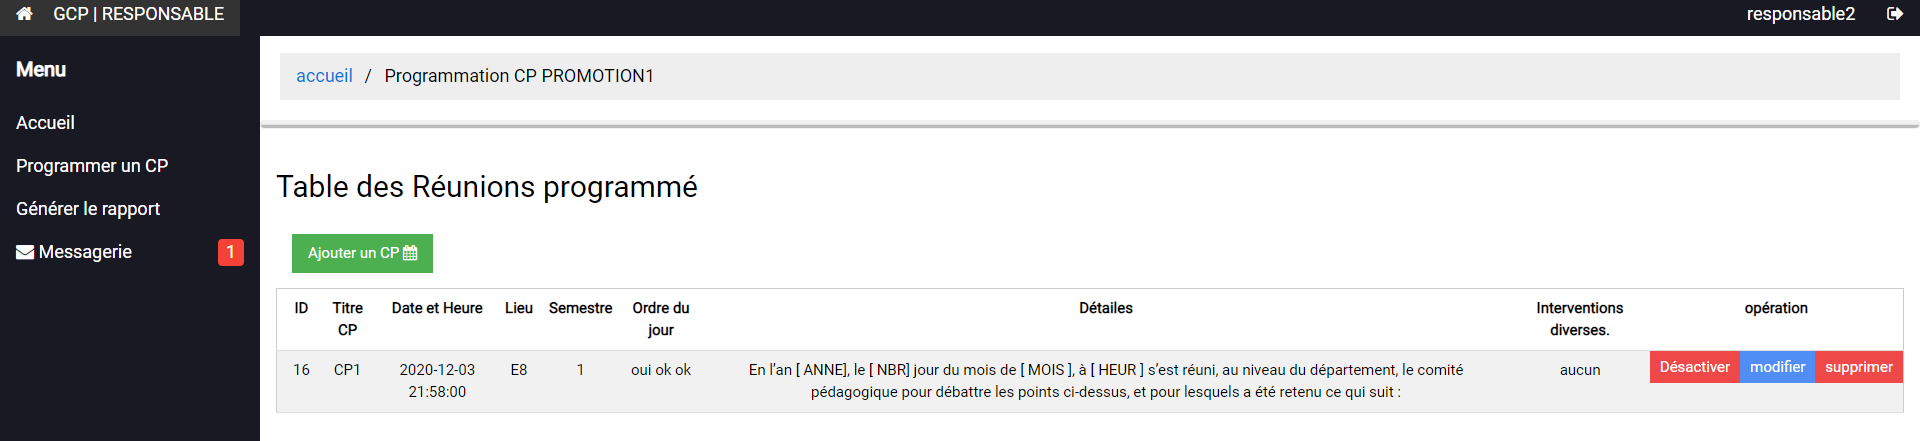 GCP | RESPONSABLE
responsable2
Menu
Accueil
Programmer un CP
Générer le rapport
Messagerie 1
accueil / Programmation CP PROMOTION1
Table des Réunions programmé
Ajouter un CP
ID Titre CP Date et Heure Lieu Semestre Ordre du jour Détailes Interventions diverses. opération
16 CP1 2020-12-03 21:58:00 E8 1 oui ok ok En l'an [ ANNE], le [ NBR] jour du mois de [ MOIS ], à [ HEUR ] s'est réuni, au niveau du département, le comité pédagogique pour débattre les points ci-dessus, et pour lesquels a été retenu ce qui suit : aucun Désactiver modifier supprimer